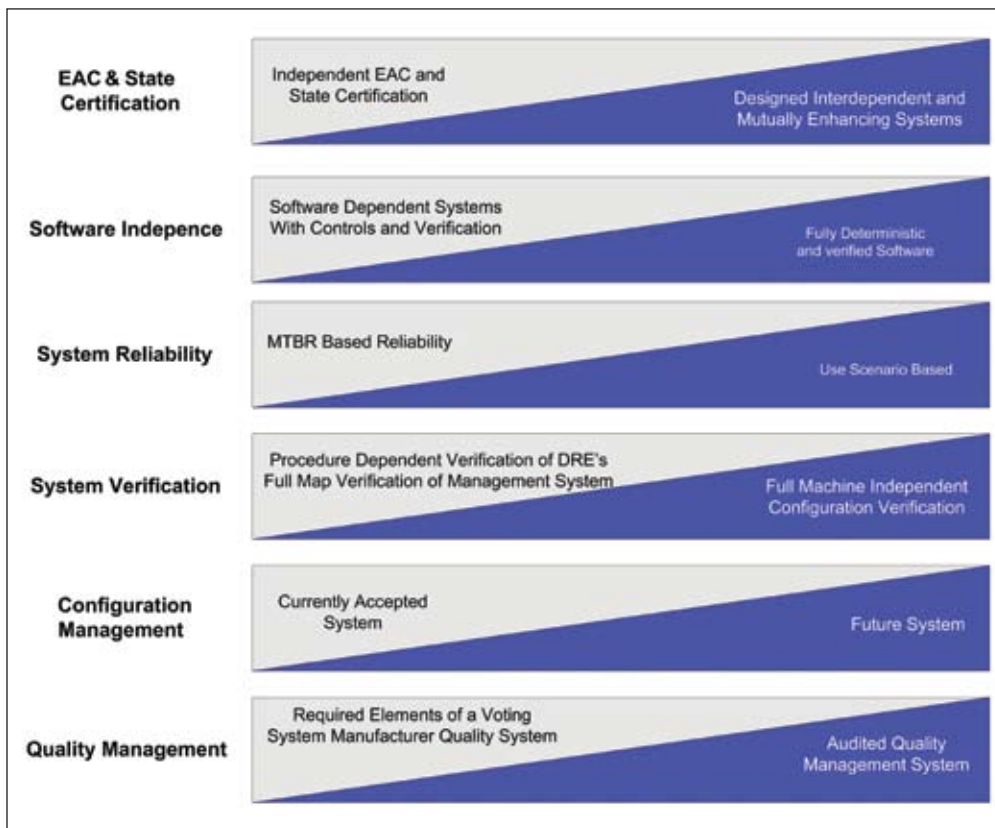 EAC & State
Certification
Independent EAC and
State Certification
Designed Interdependent and
Mutually Enhancing Systems
Software Indepence
Software Dependent Systems
With Controls and Verification
Fully Deterministic
and verified Software
System Reliability
MTBR Based Reliability
Use Scenario Based
System Verification
Procedure Dependent Verification of DRE's
Full Map Verification of Management System
Full Machine Independent
Configuration Verification
Configuration
Management
Currently Accepted
System
Future System
Quality Management
Required Elements of a Voting
System Manufacturer Quality System
Audited Quality
Management System